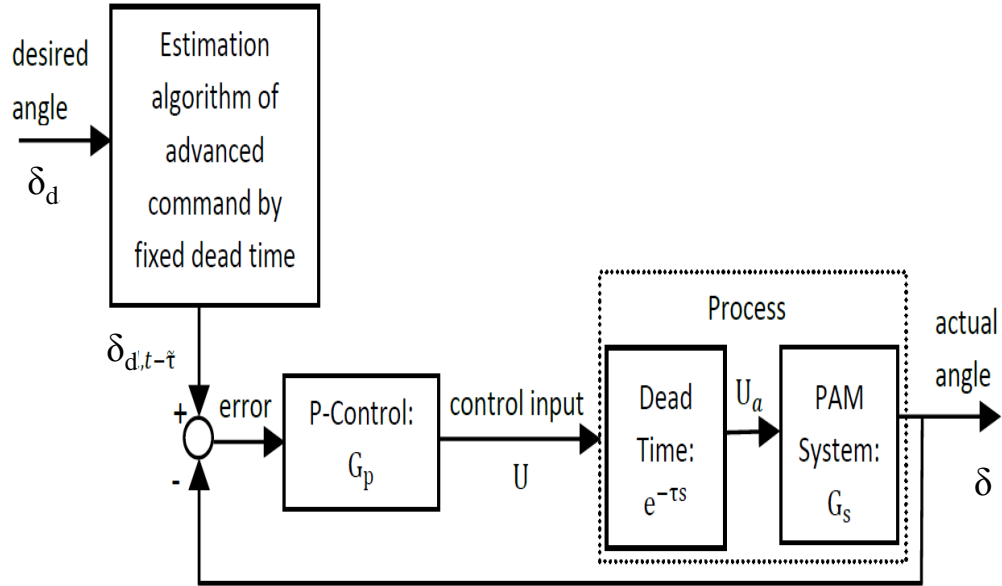 desired
angle
δd
Estimation
algorithm of
advanced
command by
fixed dead time
δd',t−τ̃
+
-
error
P-Control:
Gp
control input
U
Process
Dead
Time:
e^−τs
Ua
PAM
System:
Gs
actual
angle
δ